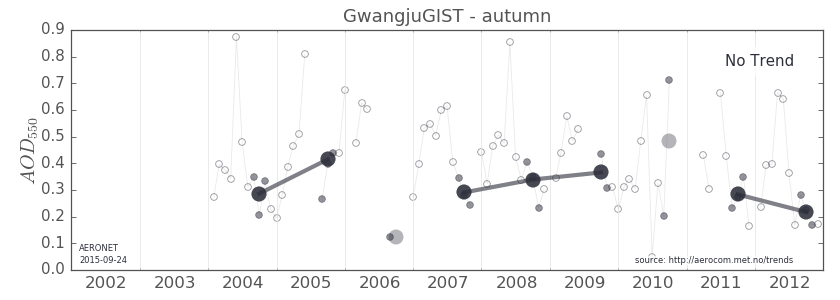 GwangjuGIST - autumn
0.9
No Trend
0.8
0.7
0.6
0.5
0.4
0.3
0.2
0.1
0.0
AOD550
AERONET
2015-09-24
source: http://aerocom.met.no/trends
2002 2003 2004 2005 2006 2007 2008 2009 2010 2011 2012